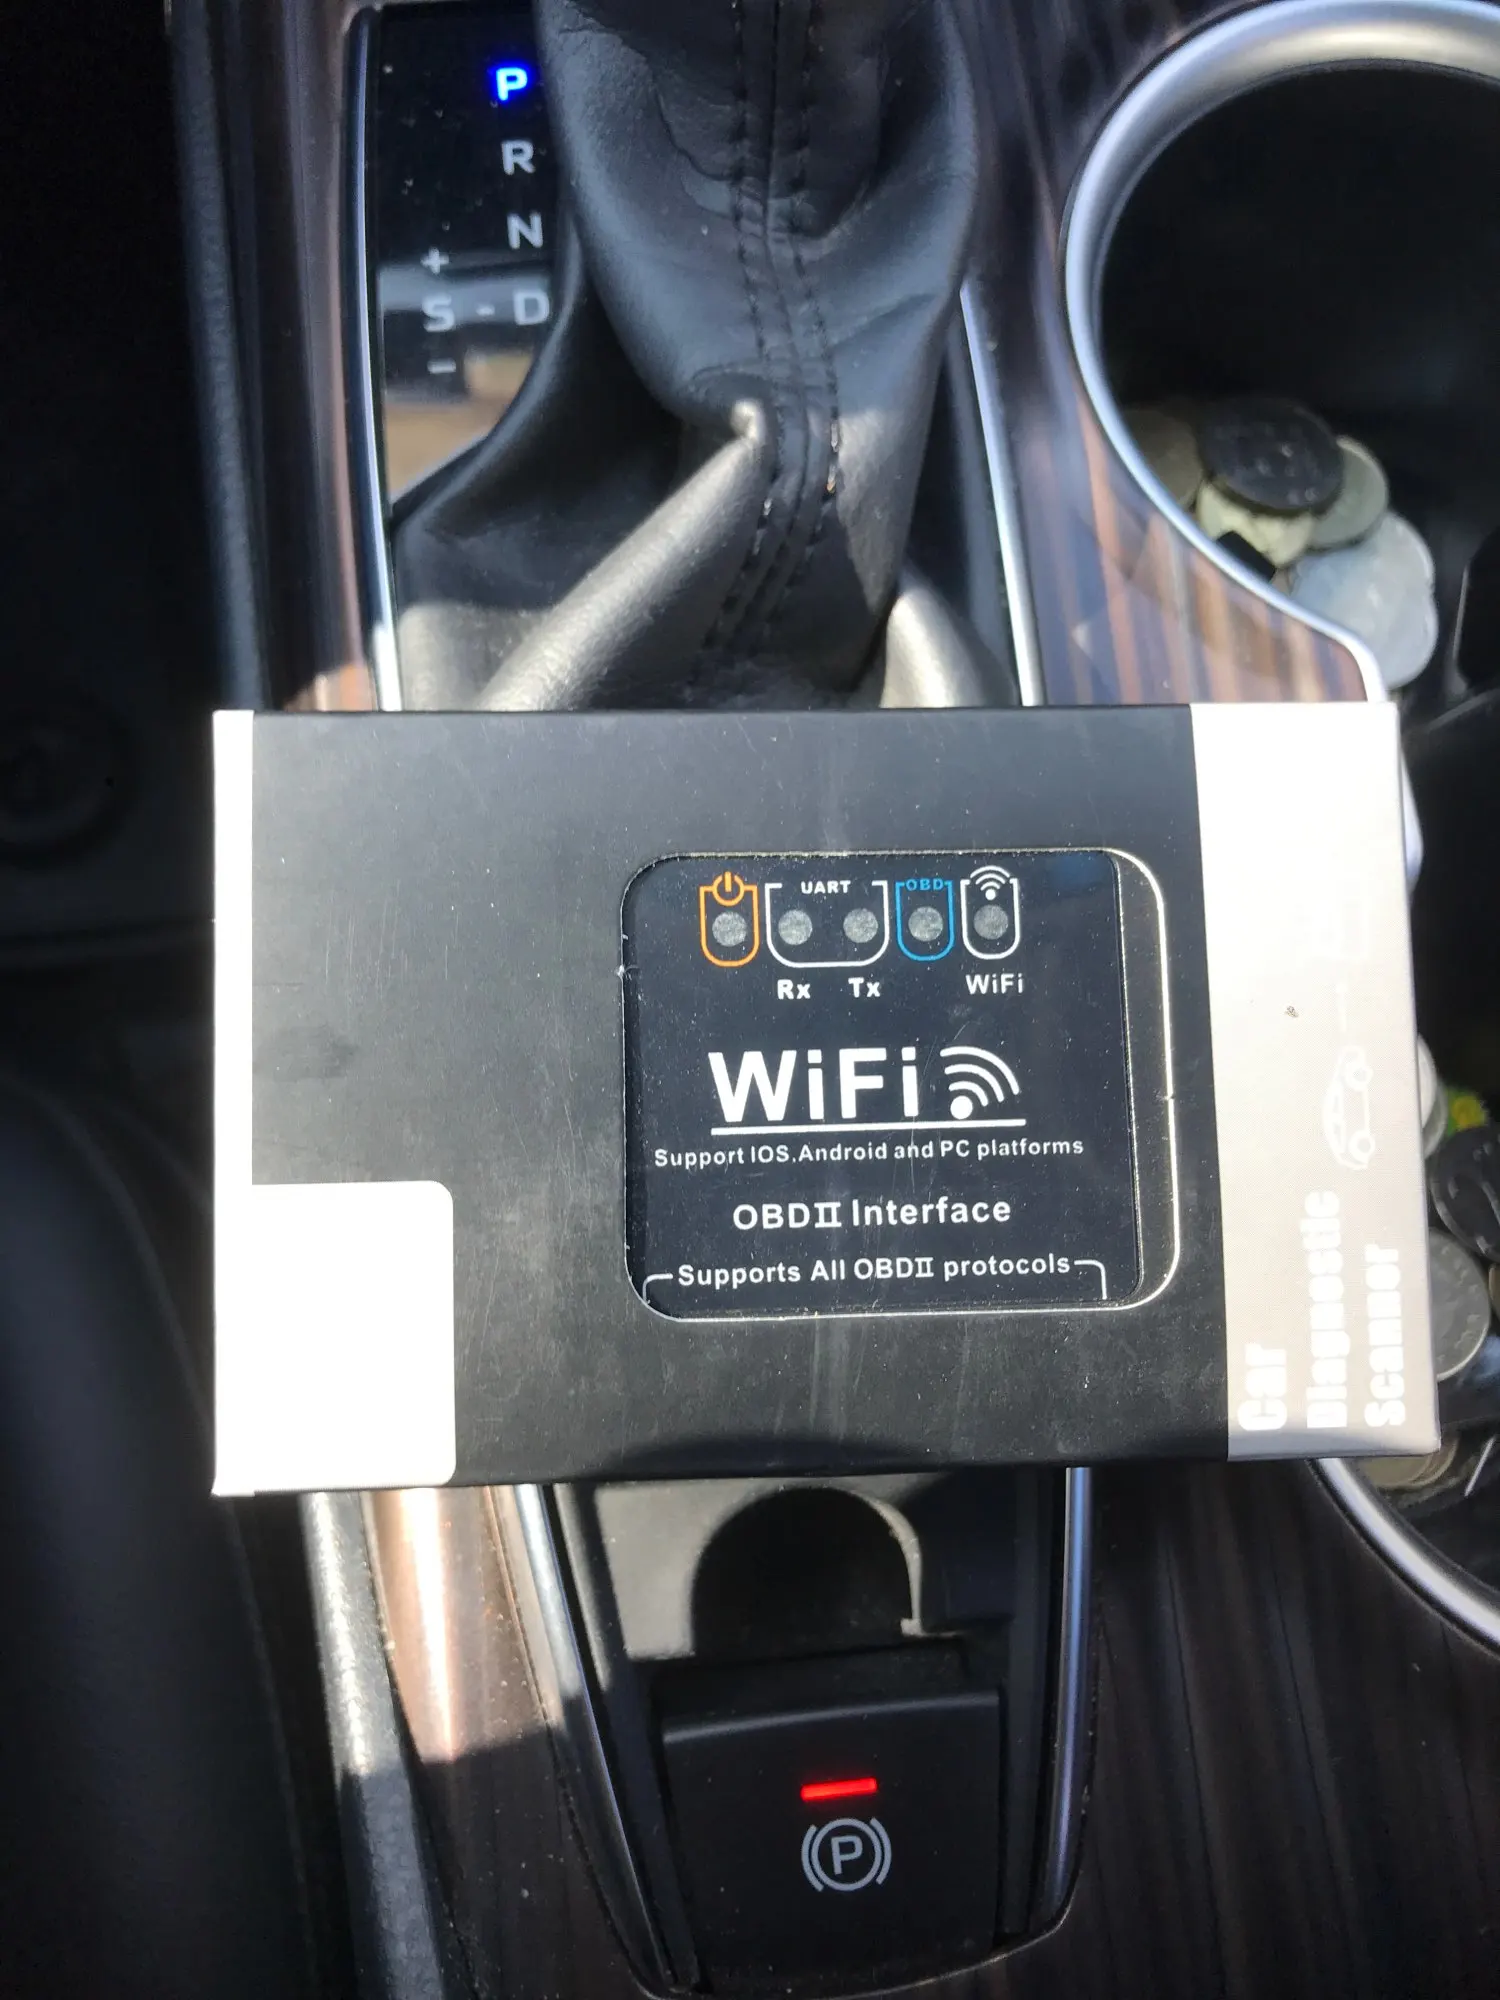 P
R
N
+
S - D
-
UART
OBD
Rx Tx WiFi
WiFi
Support IOS.Android and PC platforms
OBDII Interface
Supports All OBDII protocols
Car
Diagnostic
Scanner
P